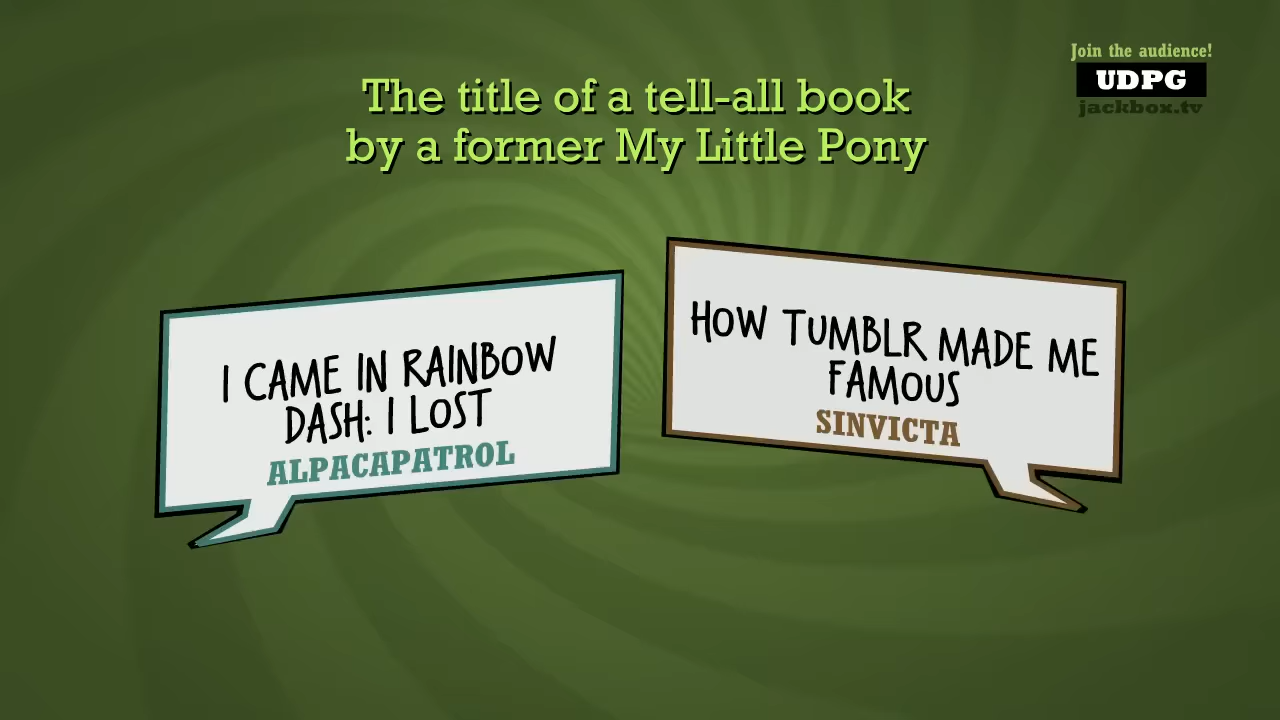 Join the audience!
UDPG
jackbox.tv
The title of a tell-all book
by a former My Little Pony
I CAME IN RAINBOW
DASH: I LOST
ALPACAPATROL
HOW TUMBLR MADE ME
FAMOUS
SINVICTA